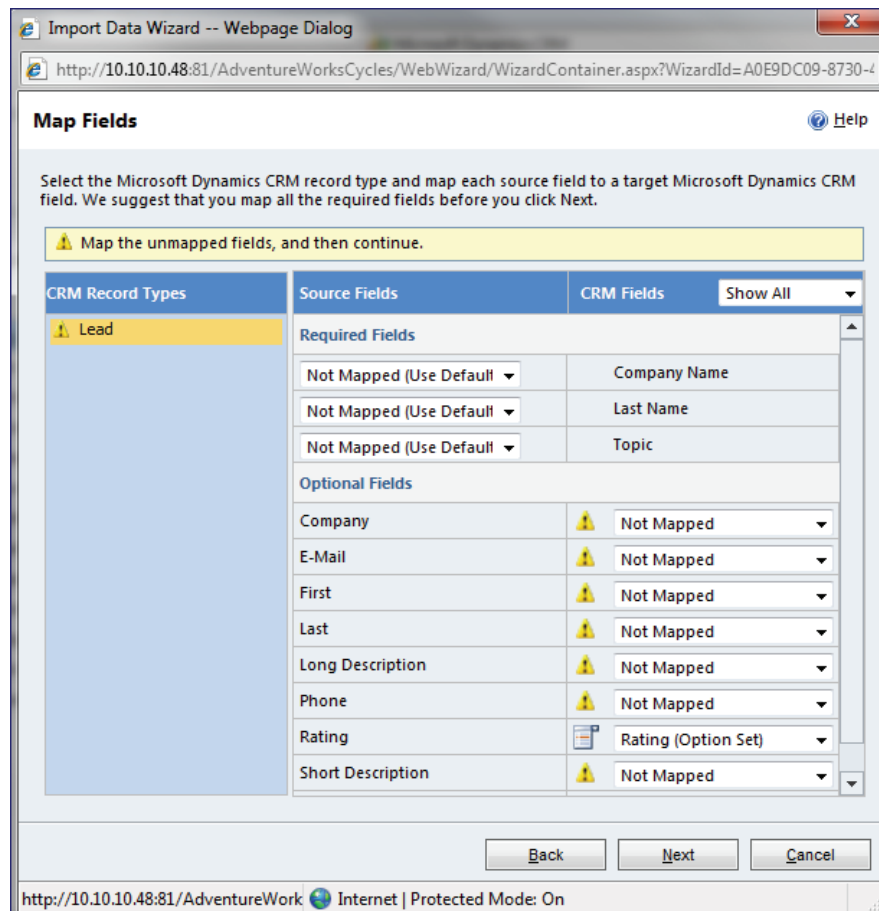 Import Data Wizard -- Webpage Dialog
http://10.10.10.48:81/AdventureWorksCycles/WebWizard/WizardContainer.aspx?WizardId=A0E9DC09-8730-4
Map Fields
Help
Select the Microsoft Dynamics CRM record type and map each source field to a target Microsoft Dynamics CRM
field. We suggest that you map all the required fields before you click Next.
Map the unmapped fields, and then continue.
CRM Record Types
Source Fields
CRM Fields
Show All
Lead
Required Fields
Not Mapped (Use Default
Company Name
Not Mapped (Use Default
Last Name
Not Mapped (Use Default
Topic
Optional Fields
Company
Not Mapped
E-Mail
Not Mapped
First
Not Mapped
Last
Not Mapped
Long Description
Not Mapped
Phone
Not Mapped
Rating
Rating (Option Set)
Short Description
Not Mapped
Back
Next
Cancel
http://10.10.10.48:81/AdventureWork
Internet | Protected Mode: On